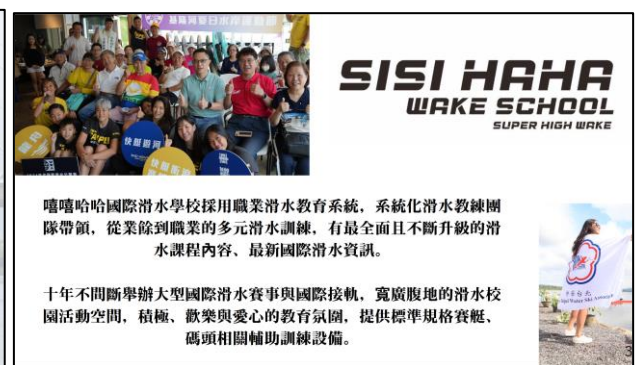 SISI HAHA
WAKE SCHOOL
SUPER HIGH WAKE
快艇遊河
嘻嘻哈哈國際滑水學校採用職業滑水教育系統，系統化滑水教練團
隊帶領，從業餘到職業的多元滑水訓練，有最全面且不斷升級的滑
水課程內容、最新國際滑水資訊。
十年不間斷舉辦大型國際滑水賽事與國際接軌，寬廣腹地的滑水校
園活動空間，積極、歡樂與愛心的教育氛圍，提供標準規格賽艇、
碼頭相關輔助訓練設備。
3